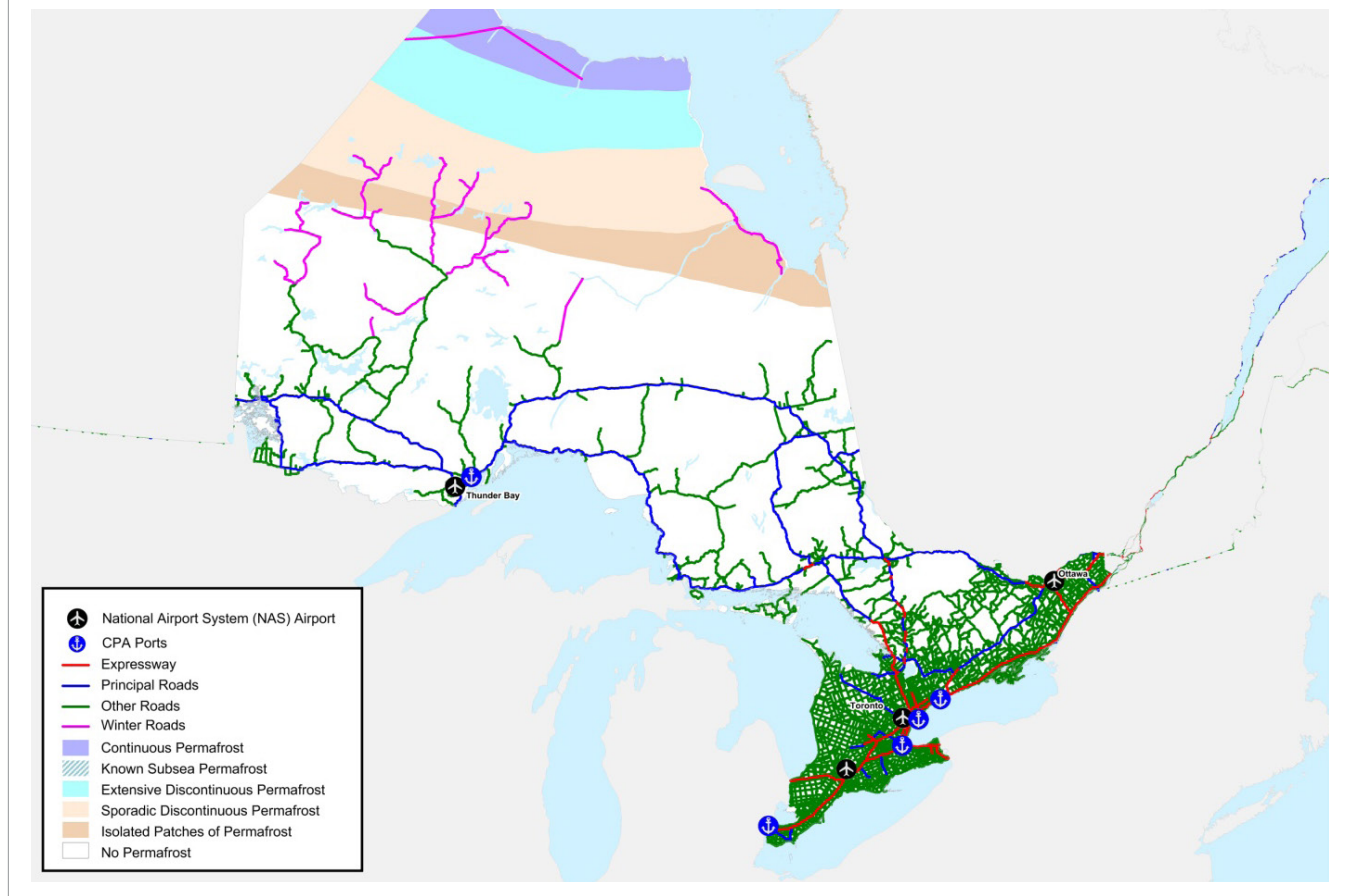 Thunder Bay
Ottawa
Toronto
National Airport System (NAS) Airport
CPA Ports
Expressway
Principal Roads
Other Roads
Winter Roads
Continuous Permafrost
Known Subsea Permafrost
Extensive Discontinuous Permafrost
Sporadic Discontinuous Permafrost
Isolated Patches of Permafrost
No Permafrost